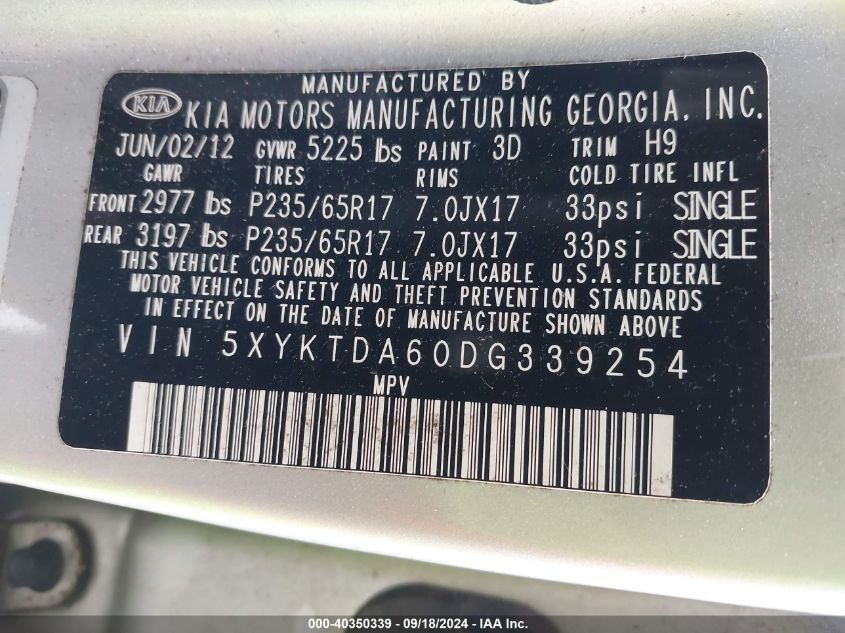 MANUFACTURED BY
KIA KIA MOTORS MANUFACTURING GEORGIA, INC.
JUN/02/12 GVWR 5225 lbs PAINT 3D TRIM H9
GAWR TIRES RIMS COLD TIRE INFL
FRONT 2977 lbs P235/65R17 7.0JX17 33psi SINGLE
REAR 3197 lbs P235/65R17 7.0JX17 33psi SINGLE
THIS VEHICLE CONFORMS TO ALL APPLICABLE U.S.A. FEDERAL
MOTOR VEHICLE SAFETY AND THEFT PREVENTION STANDARDS
IN EFFECT ON THE DATE OF MANUFACTURE SHOWN ABOVE
VIN 5XYKTDA60DG339254
MPV
000-40350339 - 09/18/2024 - IAAI.COM